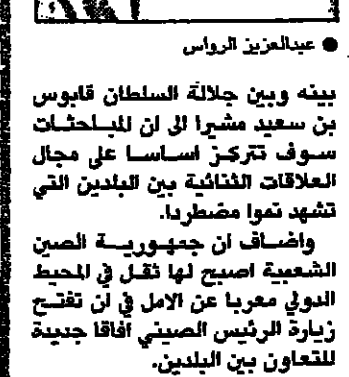 ● عبدالعزيز الرواس
بينه وبين جلالة السلطان قابوس
بن سعيد مشيرا الى ان المباحثات
سوف تتركز اساسا على مجال
العلاقات الثنائية بين البلدين التي
تشهد نموا مضطردا.
واضاف ان جمهورية الصين
الشعبية اصبح لها ثقل في المحيط
الدولي معربا عن الامل في ان تفتح
زيارة الرئيس الصيني افاقا جديدة
للتعاون بين البلدين.